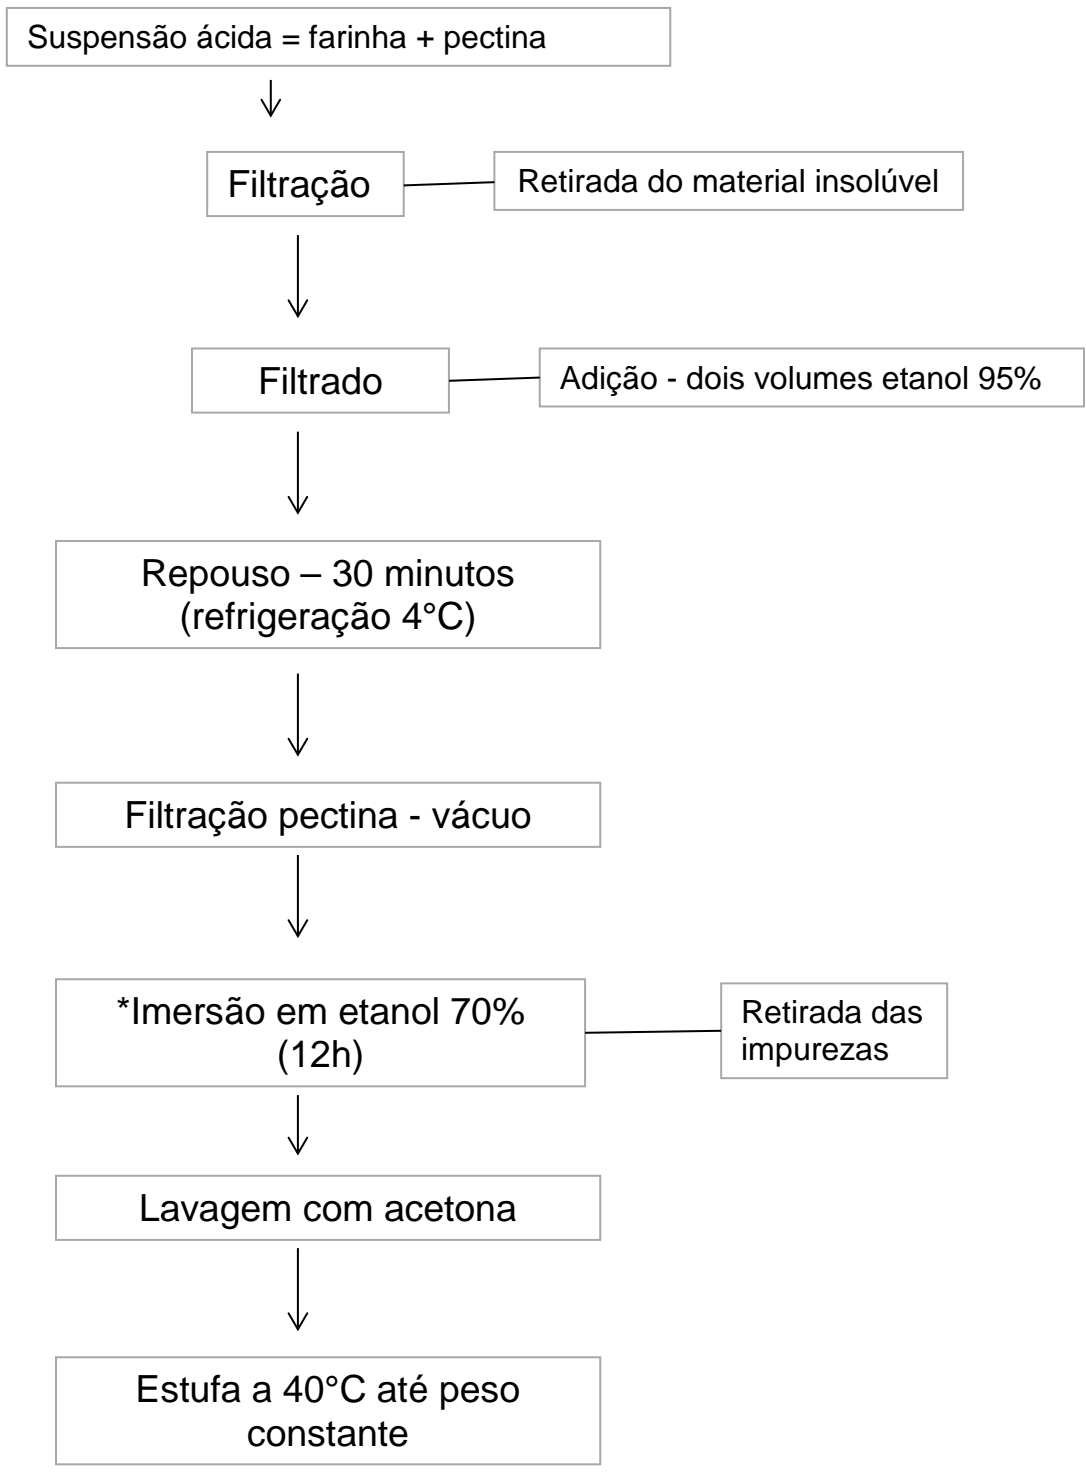 Suspensão ácida = farinha + pectina
Filtração
Retirada do material insolúvel
Filtrado
Adição - dois volumes etanol 95%
Repouso – 30 minutos
(refrigeração 4°C)
Filtração pectina - vácuo
*Imersão em etanol 70%
(12h)
Retirada das
impurezas
Lavagem com acetona
Estufa a 40°C até peso
constante